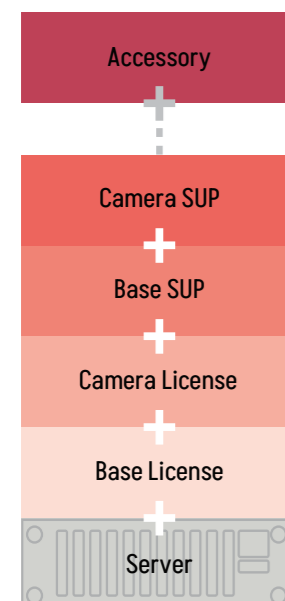 Accessory
Camera SUP
Base SUP
Camera License
Base License
Server